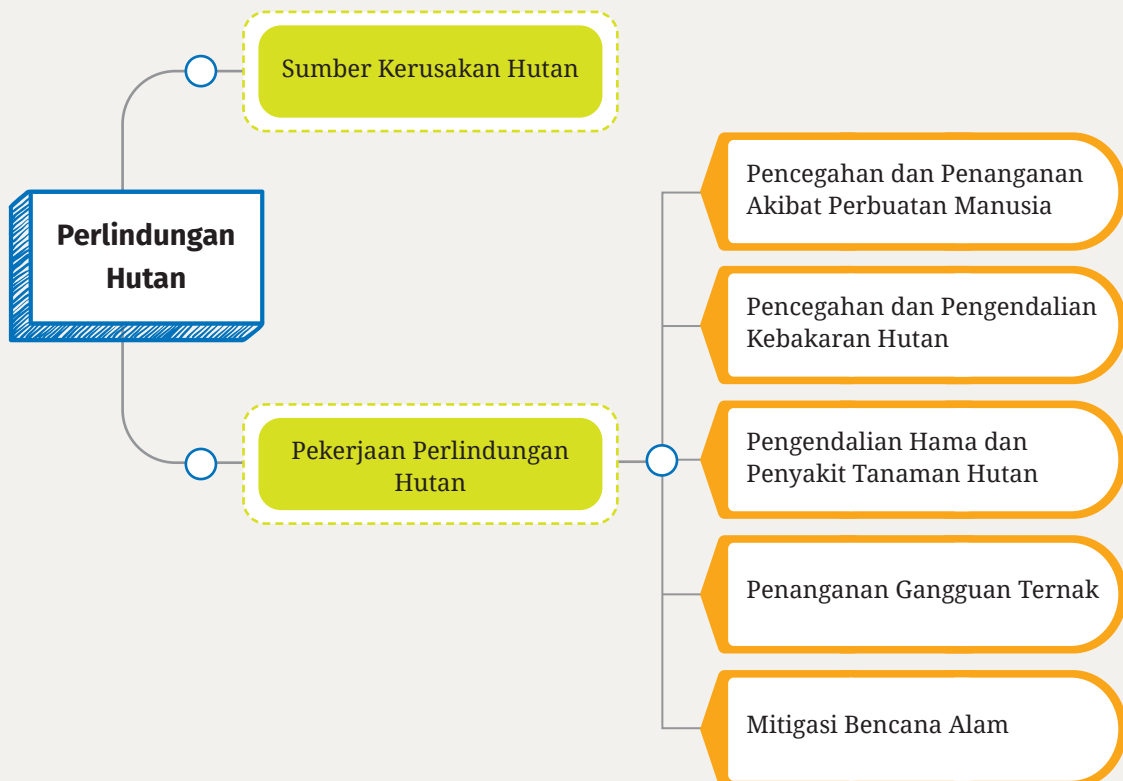 Perlindungan
Hutan
Sumber Kerusakan Hutan
Pekerjaan Perlindungan
Hutan
Pencegahan dan Penanganan
Akibat Perbuatan Manusia
Pencegahan dan Pengendalian
Kebakaran Hutan
Pengendalian Hama dan
Penyakit Tanaman Hutan
Penanganan Gangguan Ternak
Mitigasi Bencana Alam